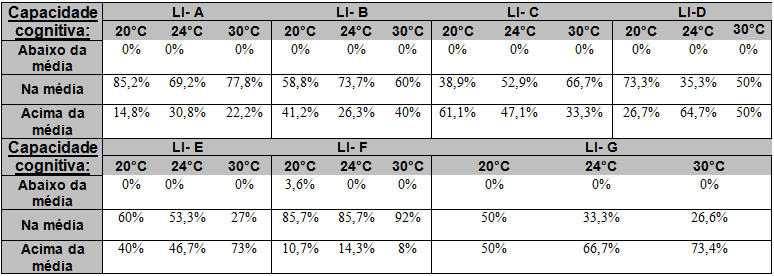 Capacidade cognitiva: LI- A LI- B LI- C LI-D
20°C 24°C 30°C 20°C 24°C 30°C 20°C 24°C 30°C 20°C 24°C 30°C
Abaixo da média 0% 0% 0% 0% 0% 0% 0% 0% 0% 0% 0% 0%
Na média 85,2% 69,2% 77,8% 58,8% 73,7% 60% 38,9% 52,9% 66,7% 73,3% 35,3% 50%
Acima da média 14,8% 30,8% 22,2% 41,2% 26,3% 40% 61,1% 47,1% 33,3% 26,7% 64,7% 50%
Capacidade cognitiva: LI- E LI- F LI- G
20°C 24°C 30°C 20°C 24°C 30°C 20°C 24°C 30°C
Abaixo da média 0% 0% 0% 3,6% 0% 0% 0% 0% 0%
Na média 60% 53,3% 27% 85,7% 85,7% 92% 50% 33,3% 26,6%
Acima da média 40% 46,7% 73% 10,7% 14,3% 8% 50% 66,7% 73,4%